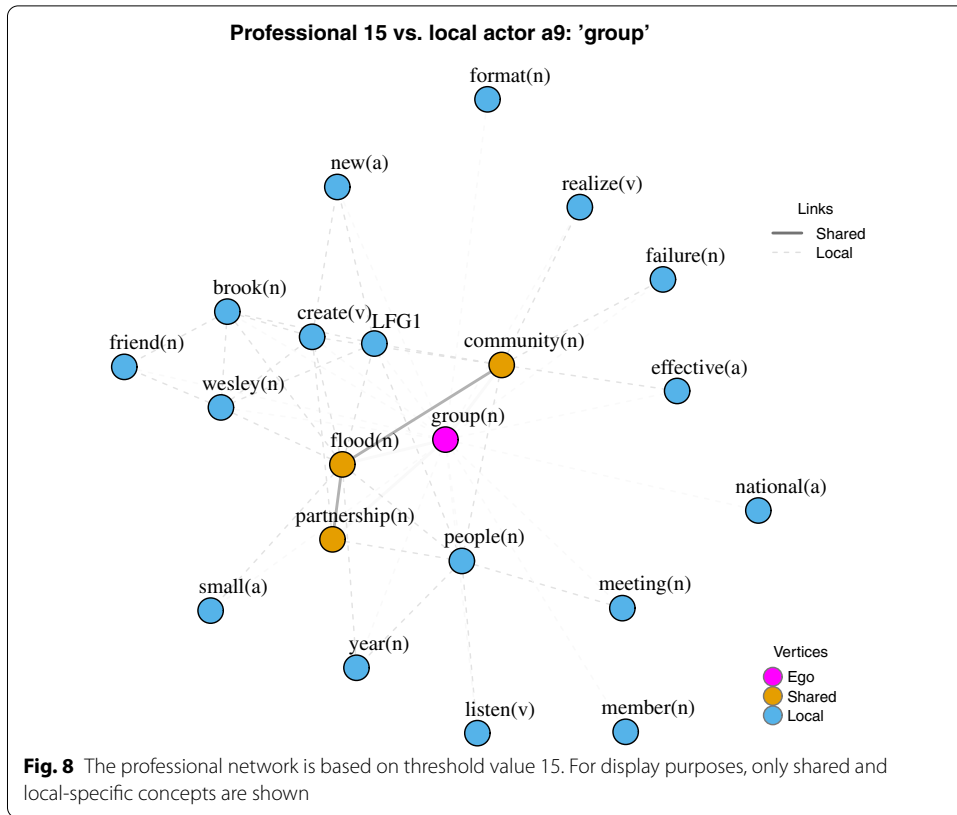 Professional 15 vs. local actor a9: 'group'
format(n)
new(a)
realize(v)
Links
Shared
Local
failure(n)
brook(n)
create(v)
LFG1
community(n)
friend(n)
effective(a)
wesley(n)
group(n)
flood(n)
national(a)
partnership(n)
people(n)
small(a)
meeting(n)
year(n)
Vertices
Ego
Shared
Local
listen(v)
member(n)
Fig. 8 The professional network is based on threshold value 15. For display purposes, only shared and
local-specific concepts are shown